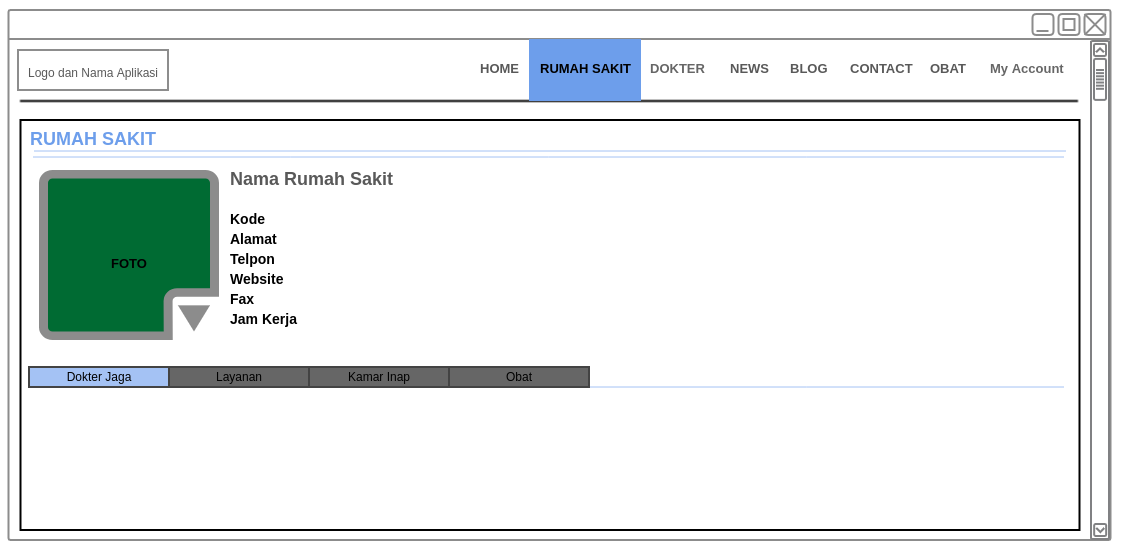 Logo dan Nama Aplikasi
HOME RUMAH SAKIT DOKTER NEWS BLOG CONTACT OBAT My Account
RUMAH SAKIT
FOTO
Nama Rumah Sakit
Kode
Alamat
Telpon
Website
Fax
Jam Kerja
Dokter Jaga Layanan Kamar Inap Obat